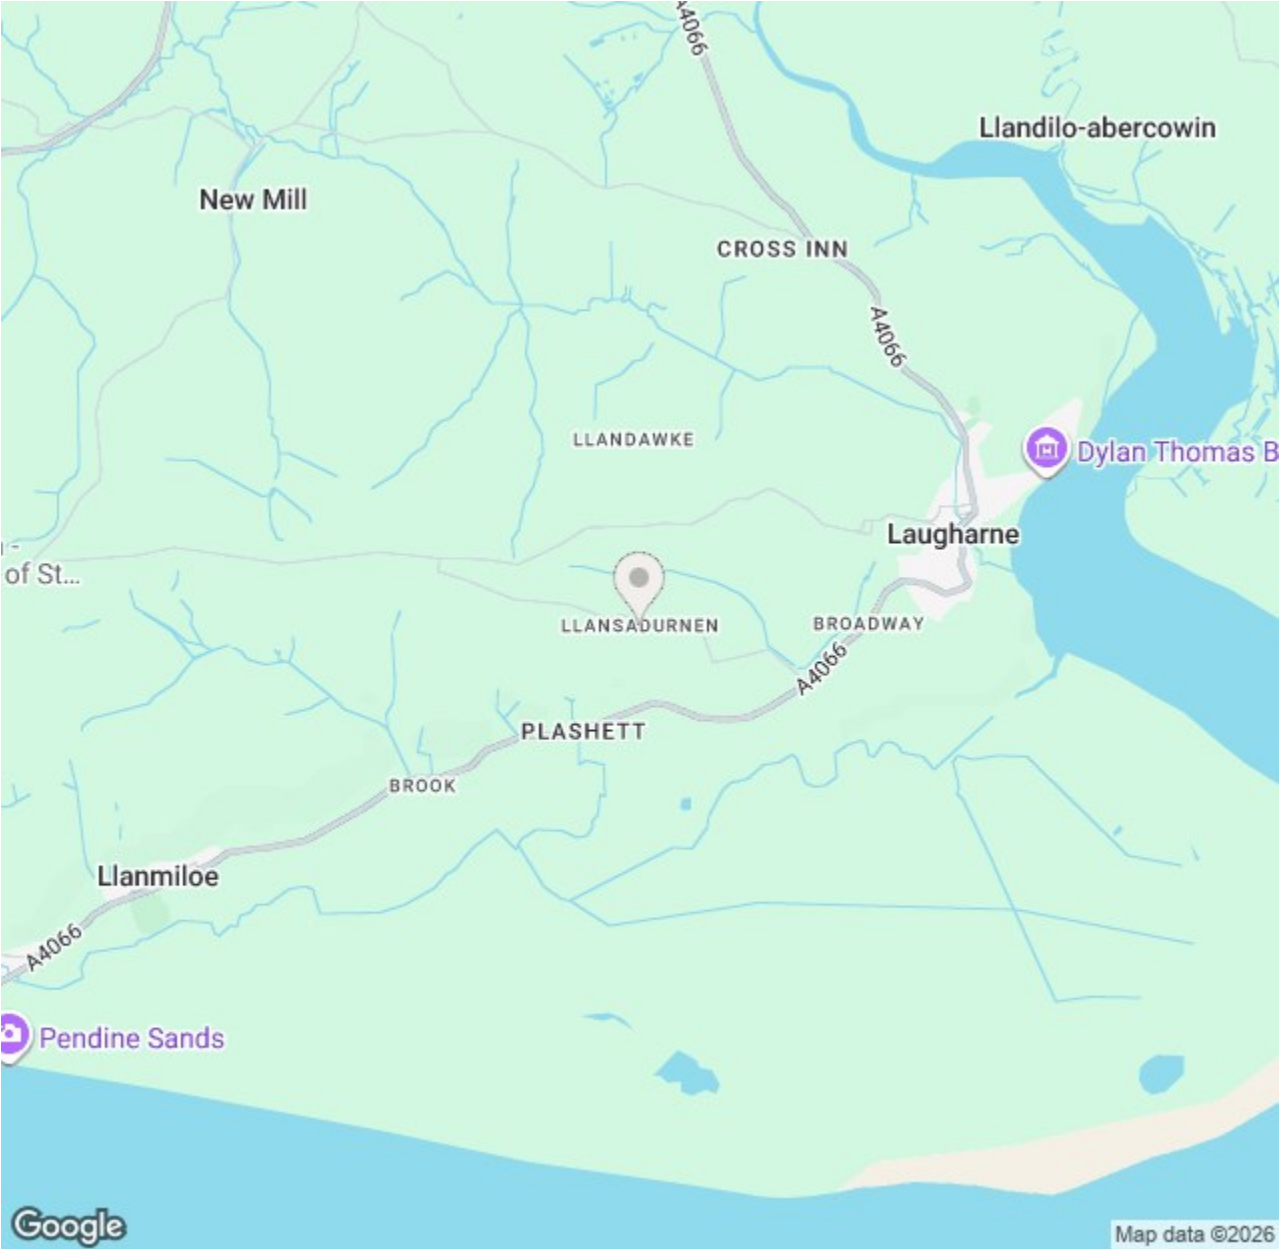 A4066
Llandilo-abercowin
New Mill
CROSS INN
A4066
LLANDAWKE
Dylan Thomas B
Laugharne
of St...
LLANSADURNEN
BROADWAY
A4066
PLASHETT
BROOK
Llanmiloe
A4066
Pendine Sands
Google
Map data ©2026